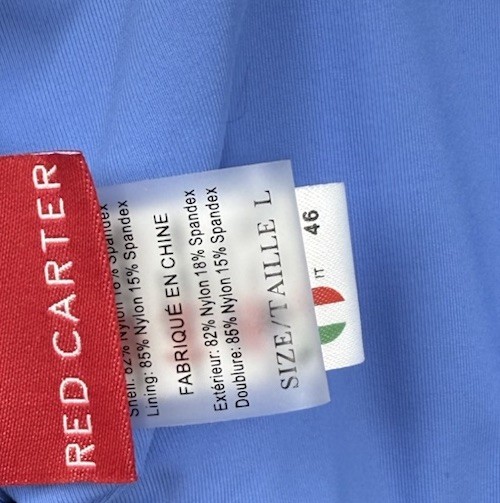 RED CARTER
Shell: 82% Nylon 18% Spandex
Lining: 85% Nylon 15% Spandex
FABRIQUÉ EN CHINE
Extérieur: 82% Nylon 18% Spandex
Doublure: 85% Nylon 15% Spandex
SIZE/TAILLE L
IT 46